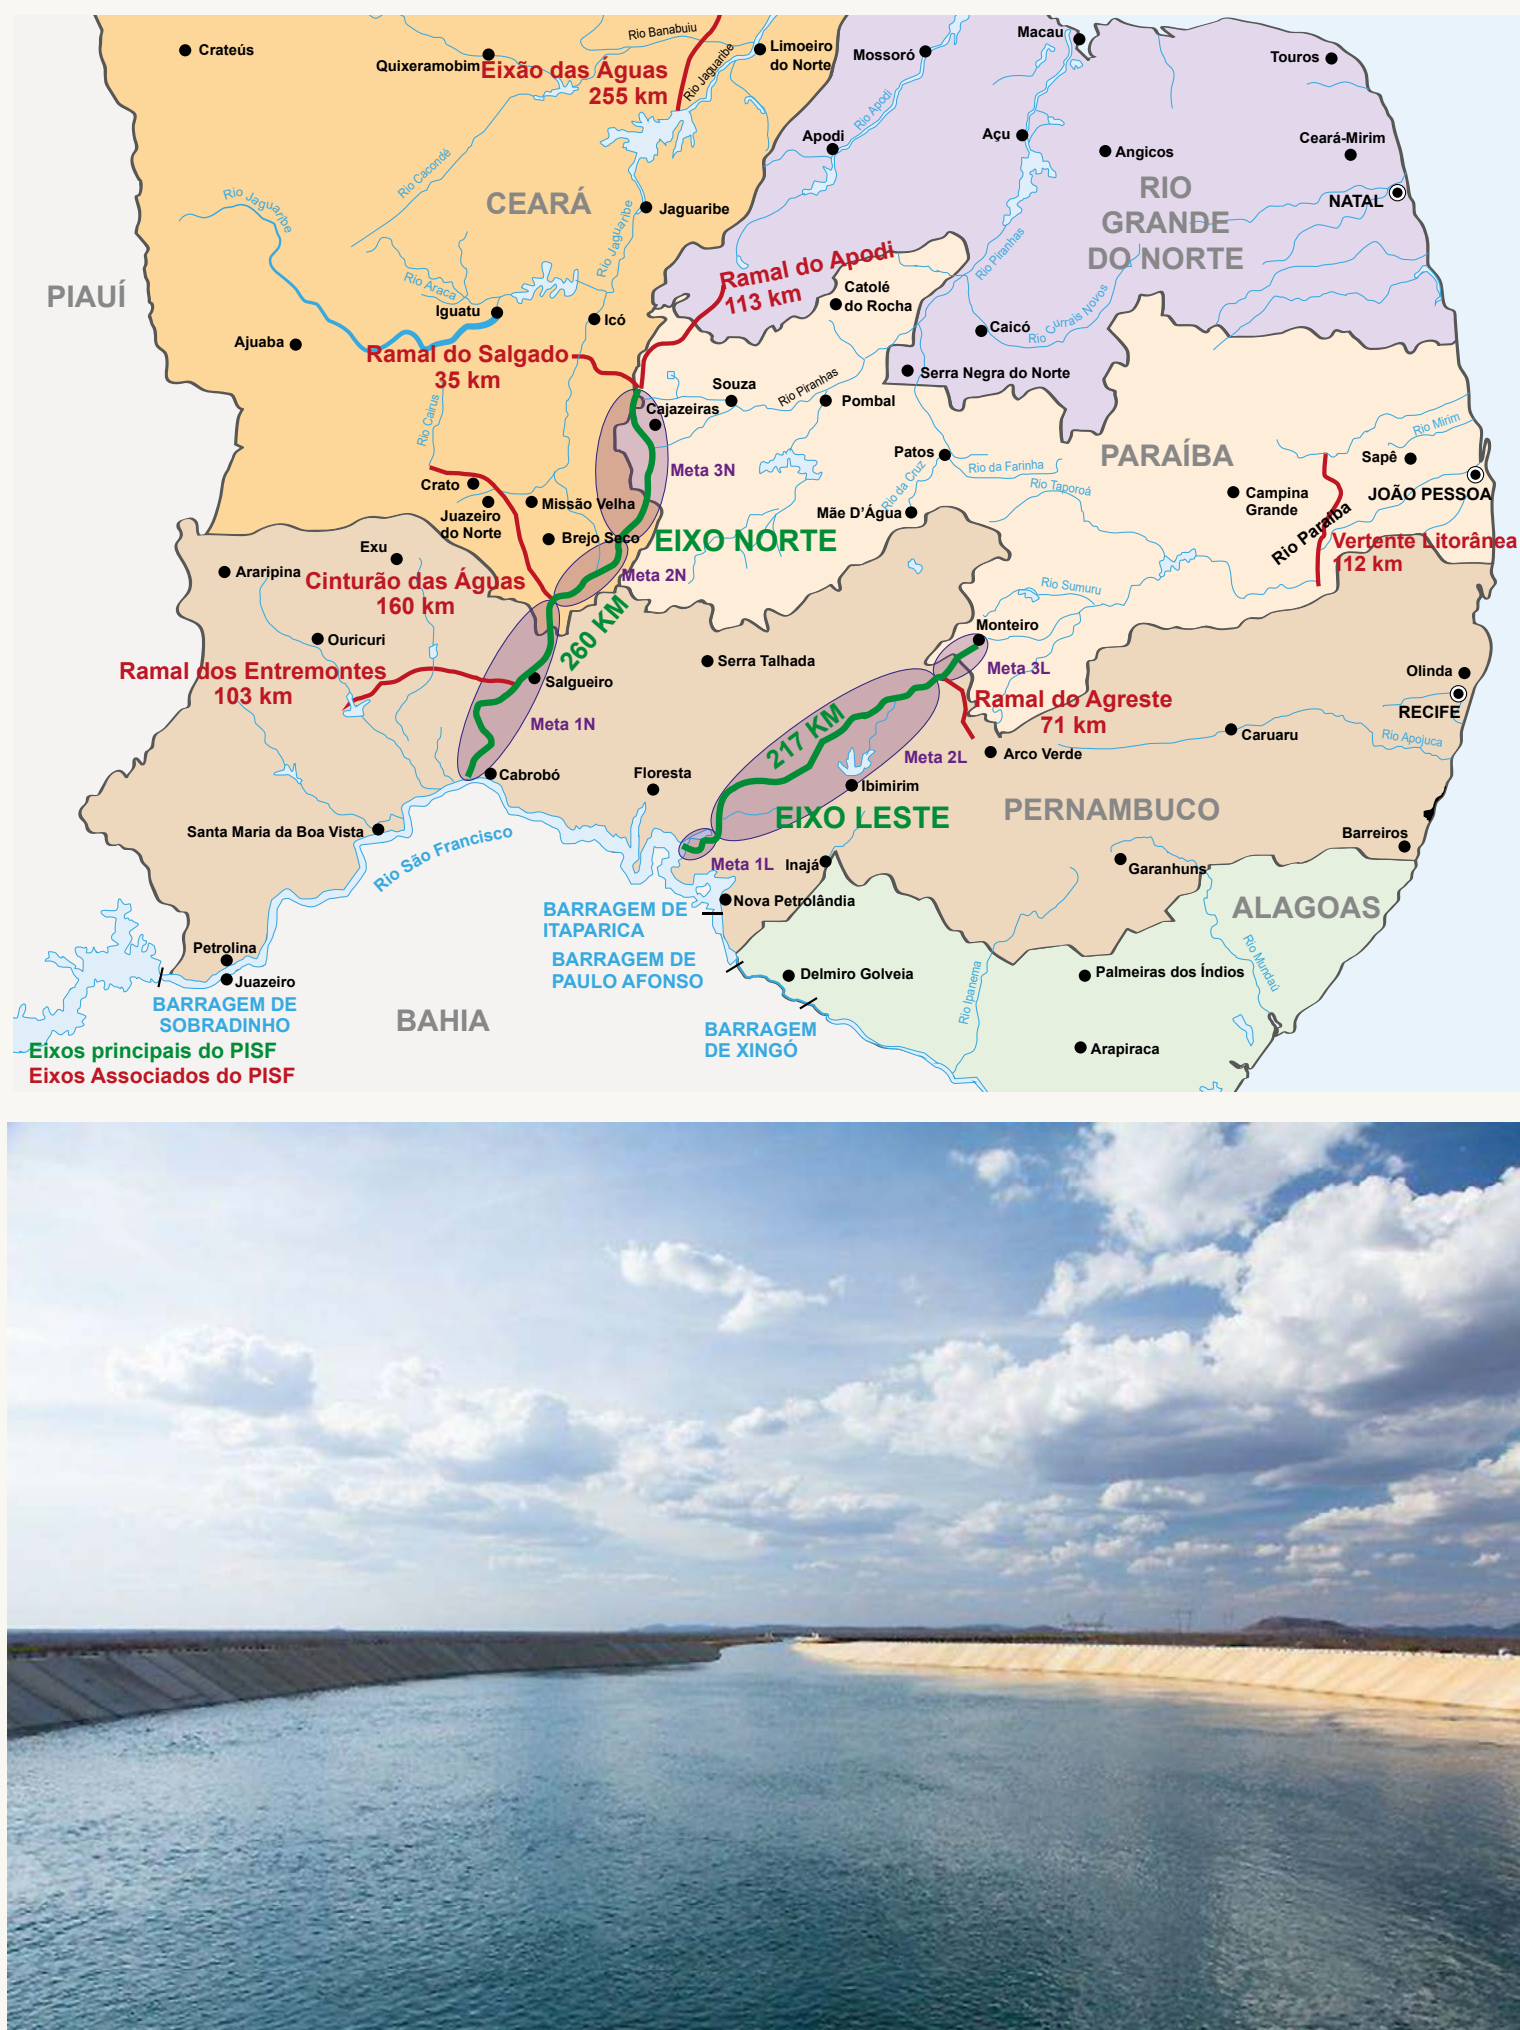 Crateús
Quixeramobim
Rio Banabuiu
Rio Jaguaribe
Limoeiro
do Norte
Eixão das Águas
255 km
Mossoró
Macau
Touros
Rio Apodi
Apodi
Açu
Angicos
Ceará-Mirim
Rio Cacondé
CEARÁ
Jaguaribe
Rio Jaguaribe
Rio Jaguaribe
RIO
GRANDE
DO NORTE
NATAL
PIAUÍ
Rio Araca
Iguatu
Icó
Ajuaba
Ramal do Apodi
113 km
Catolé
do Rocha
Rio Piranhas
Caicó
Rio Currais Novos
Ramal do Salgado
35 km
Souza
Rio Piranhas
Pombal
Serra Negra do Norte
Cajazeiras
Rio Cairus
Meta 3N
Patos
Rio da Cruz
Rio da Farinha
Rio Taporoá
PARAÍBA
Rio Mirim
Sapê
JOÃO PESSOA
Campina
Grande
Crato
Juazeiro
do Norte
Missão Velha
Brejo Seco
Mãe D'Água
Rio Paraíba
EIXO NORTE
Vertente Litorânea
112 km
Exu
Araripina
Cinturão das Águas
160 km
Meta 2N
Rio Sumuru
Ouricuri
260 KM
Monteiro
Serra Talhada
Meta 3L
Ramal dos Entremontes
103 km
Salgueiro
Olinda
RECIFE
Ramal do Agreste
71 km
Meta 1N
217 KM
Meta 2L
Arco Verde
Caruaru
Rio Apojuca
Cabrobó
Floresta
Ibimirim
EIXO LESTE
PERNAMBUCO
Santa Maria da Boa Vista
Rio São Francisco
Barreiros
Meta 1L
Inajá
Garanhuns
Nova Petrolândia
ALAGOAS
BARRAGEM DE
ITAPARICA
Petrolina
Juazeiro
BARRAGEM DE
PAULO AFONSO
Delmiro Golveia
Rio Ipanema
Palmeiras dos Índios
Rio Mundaú
BARRAGEM DE
SOBRADINHO
BAHIA
BARRAGEM
DE XINGÓ
Arapiraca
Eixos principais do PISF
Eixos Associados do PISF